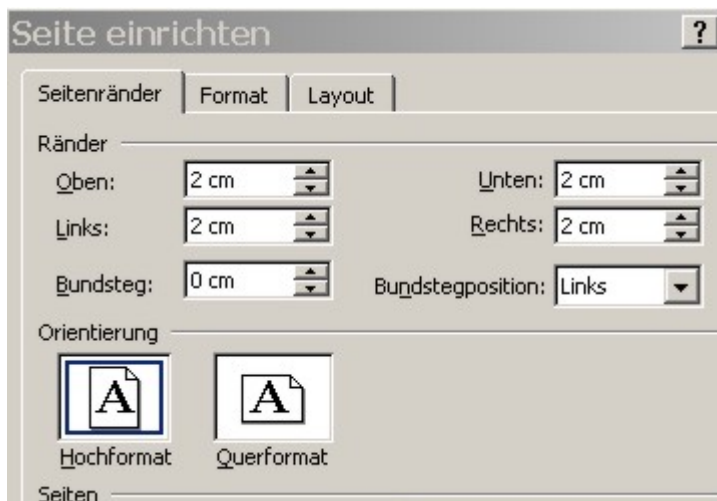 Seite einrichten ?
Seitenränder Format Layout
Ränder
Oben: 2 cm Unten: 2 cm
Links: 2 cm Rechts: 2 cm
Bundsteg: 0 cm Bundstegposition: Links
Orientierung
A A
Hochformat Querformat
Seiten